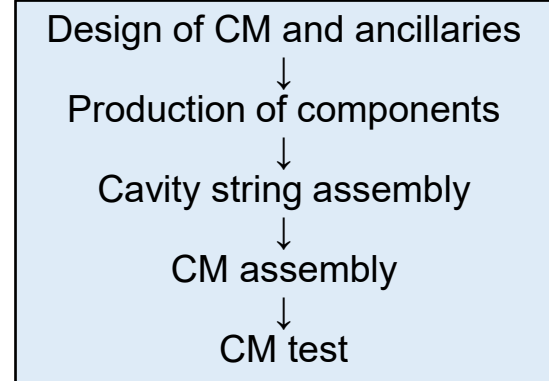 Design of CM and ancillaries
↓
Production of components
↓
Cavity string assembly
↓
CM assembly
↓
CM test